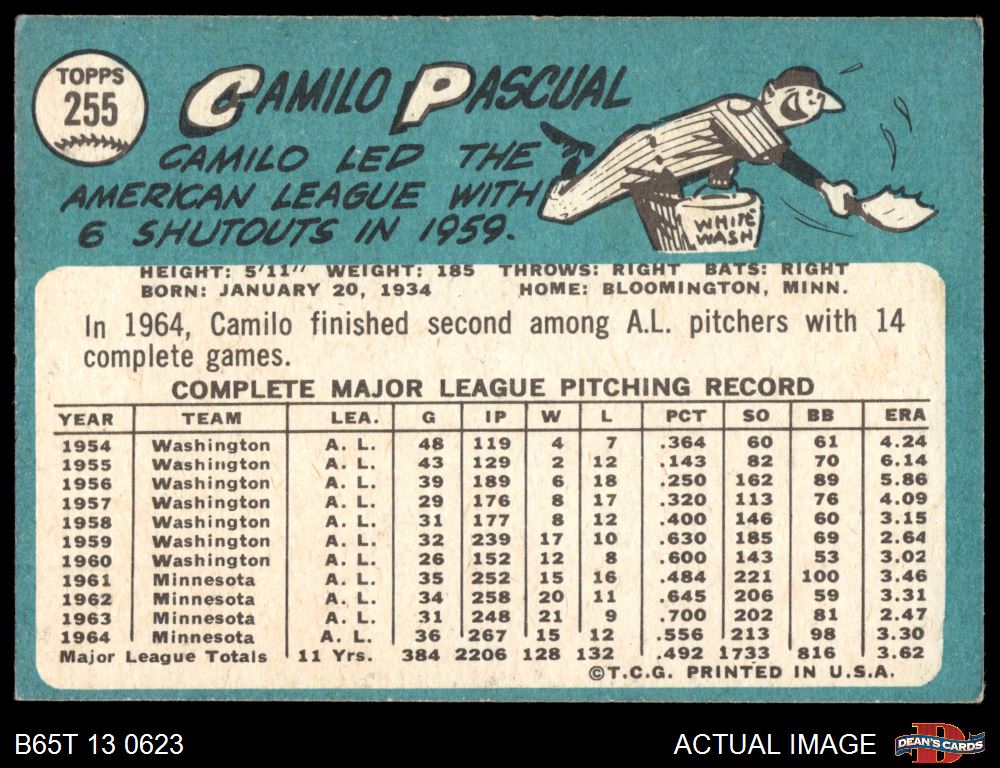 TOPPS
255
CAMILO PASCUAL
CAMILO LED THE
AMERICAN LEAGUE WITH
6 SHUTOUTS IN 1959.
WHITE
WASH
HEIGHT: 5'11" WEIGHT: 185 THROWS: RIGHT BATS: RIGHT
BORN: JANUARY 20, 1934 HOME: BLOOMINGTON, MINN.
In 1964, Camilo finished second among A.L. pitchers with 14
complete games.
COMPLETE MAJOR LEAGUE PITCHING RECORD
YEAR TEAM LEA. G IP W L PCT SO BB ERA
1954 Washington A. L. 48 119 4 7 .364 60 61 4.24
1955 Washington A. L. 43 129 2 12 .143 82 70 6.14
1956 Washington A. L. 39 189 6 18 .250 162 89 5.86
1957 Washington A. L. 29 176 8 17 .320 113 76 4.09
1958 Washington A. L. 31 177 8 12 .400 146 60 3.15
1959 Washington A. L. 32 239 17 10 .630 185 69 2.64
1960 Washington A. L. 26 152 12 8 .600 143 53 3.02
1961 Minnesota A. L. 35 252 15 16 .484 221 100 3.46
1962 Minnesota A. L. 34 258 20 11 .645 206 59 3.31
1963 Minnesota A. L. 31 248 21 9 .700 202 81 2.47
1964 Minnesota A. L. 36 267 15 12 .556 213 98 3.30
Major League Totals 11 Yrs. 384 2206 128 132 .492 1733 816 3.62
©T.C.G. PRINTED IN U.S.A.
B65T 13 0623
ACTUAL IMAGE
D
DEAN'S CARDS